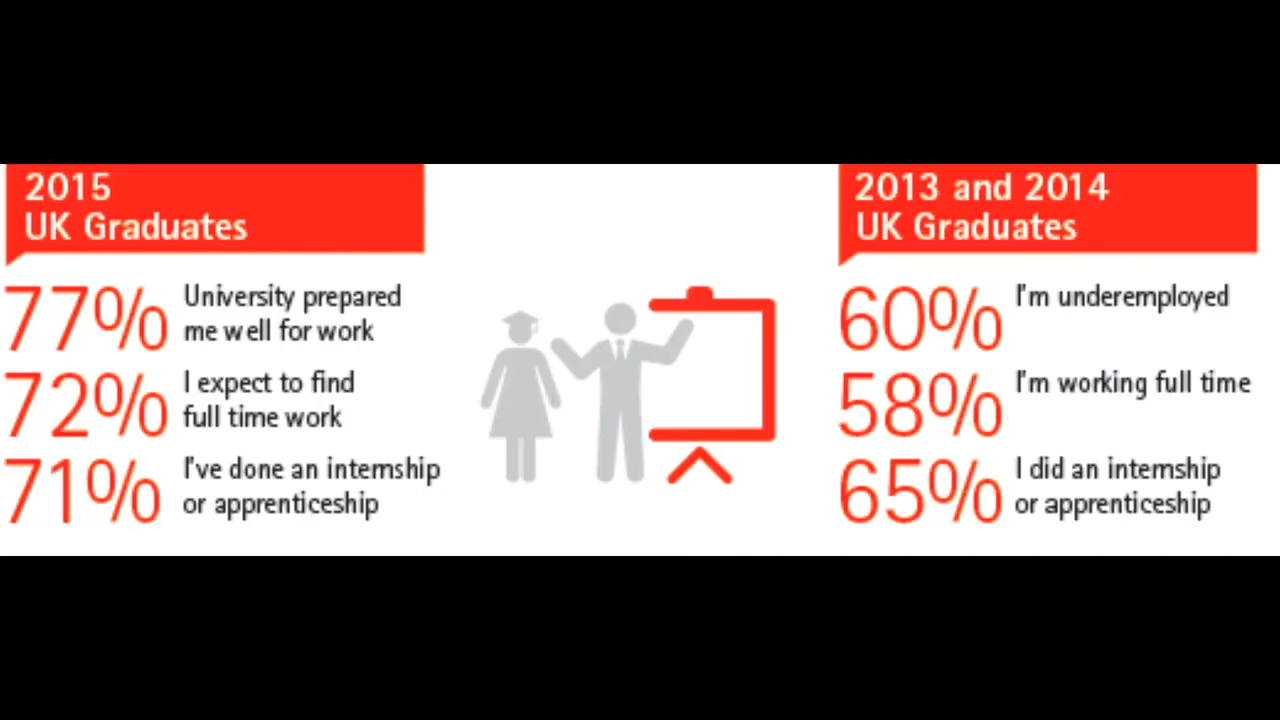 2015
UK Graduates
77%
University prepared
me well for work
72%
I expect to find
full time work
71%
I've done an internship
or apprenticeship
2013 and 2014
UK Graduates
60%
I'm underemployed
58%
I'm working full time
65%
I did an internship
or apprenticeship